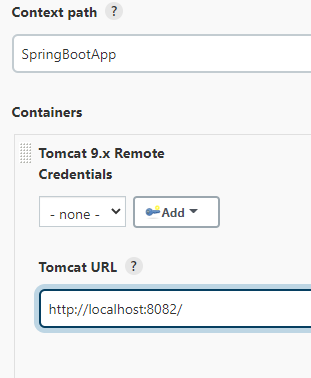 Context path ?
SpringBootApp
Containers
Tomcat 9.x Remote
Credentials
- none -
Add
Tomcat URL ?
http://localhost:8082/